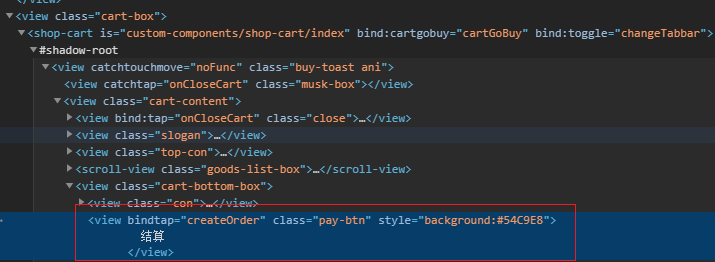 </view>
▼<view class="cart-box">
▼<shop-cart is="custom-components/shop-cart/index" bind:cartgobuy="cartGoBuy" bind:toggle="changeTabbar">
▼#shadow-root
▼<view catchtouchmove="noFunc" class="buy-toast ani">
<view catchtap="onCloseCart" class="musk-box"></view>
▼<view class="cart-content">
▶<view bind:tap="onCloseCart" class="close">…</view>
▶<view class="slogan">…</view>
▶<view class="top-con">…</view>
▶<scroll-view class="goods-list-box">…</scroll-view>
▼<view class="cart-bottom-box">
▶<view class="con">…</view>
<view bindtap="createOrder" class="pay-btn" style="background:#54C9E8">
结算
</view>